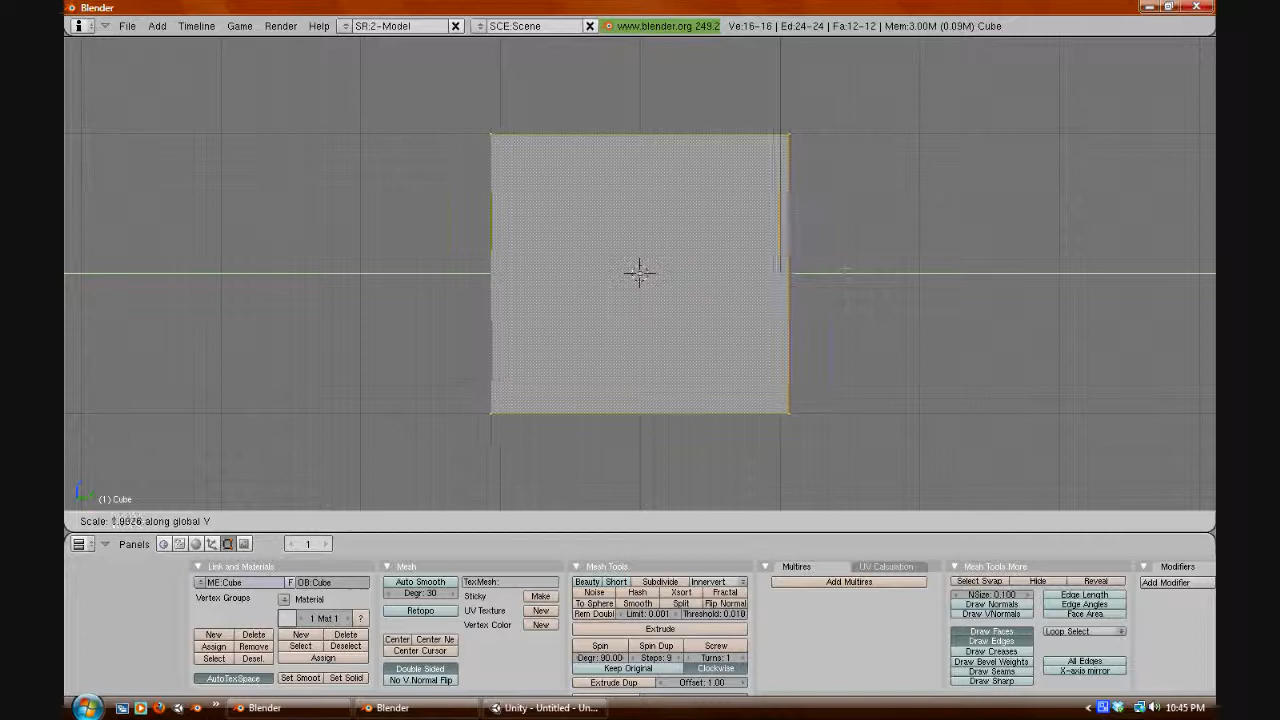 Blender
File Add Timeline Game Render Help SR:2-Model SCE:Scene www.blender.org 249.2 Ve:16-16 | Ed:24-24 | Fa:12-12 | Mem:3.00M (0.09M) Cube
(1) Cube
along global Y
Panels 1
Link and Materials Mesh Mesh Tools Multires UV Calculation Mesh Tools More Modifiers
ME:Cube F OB:Cube Auto Smooth TexMesh: Beauty Short Subdivide Innervert Add Multires Select Swap Hide Reveal Add Modifier
Vertex Groups Material Degr: 30 Sticky Make Noise Hash Xsort Fractal NSize: 0.100 Edge Length
To Sphere Smooth Split Flip Normal Draw Normals Edge Angles
1 Mat 1 ? Retopo UV Texture New Rem Doubl Limit: 0.001 Threshold: 0.010 Draw VNormals Face Area
Vertex Color New Extrude
New Delete New Delete Center Center Ne Spin Spin Dup Screw Draw Faces Loop Select
Assign Remove Select Deselect Center Cursor Degr: 90.00 Steps: 9 Turns: 1 Draw Edges
Select Desel. Assign Double Sided Keep Original Clockwise Draw Creases
Draw Bevel Weights All Edges
AutoTexSpace Set Smoot Set Solid No V.Normal Flip Extrude Dup Offset: 1.00 Draw Seams X-axis mirror
Draw Sharp
Blender Blender Unity - Untitled - Un... 10:45 PM